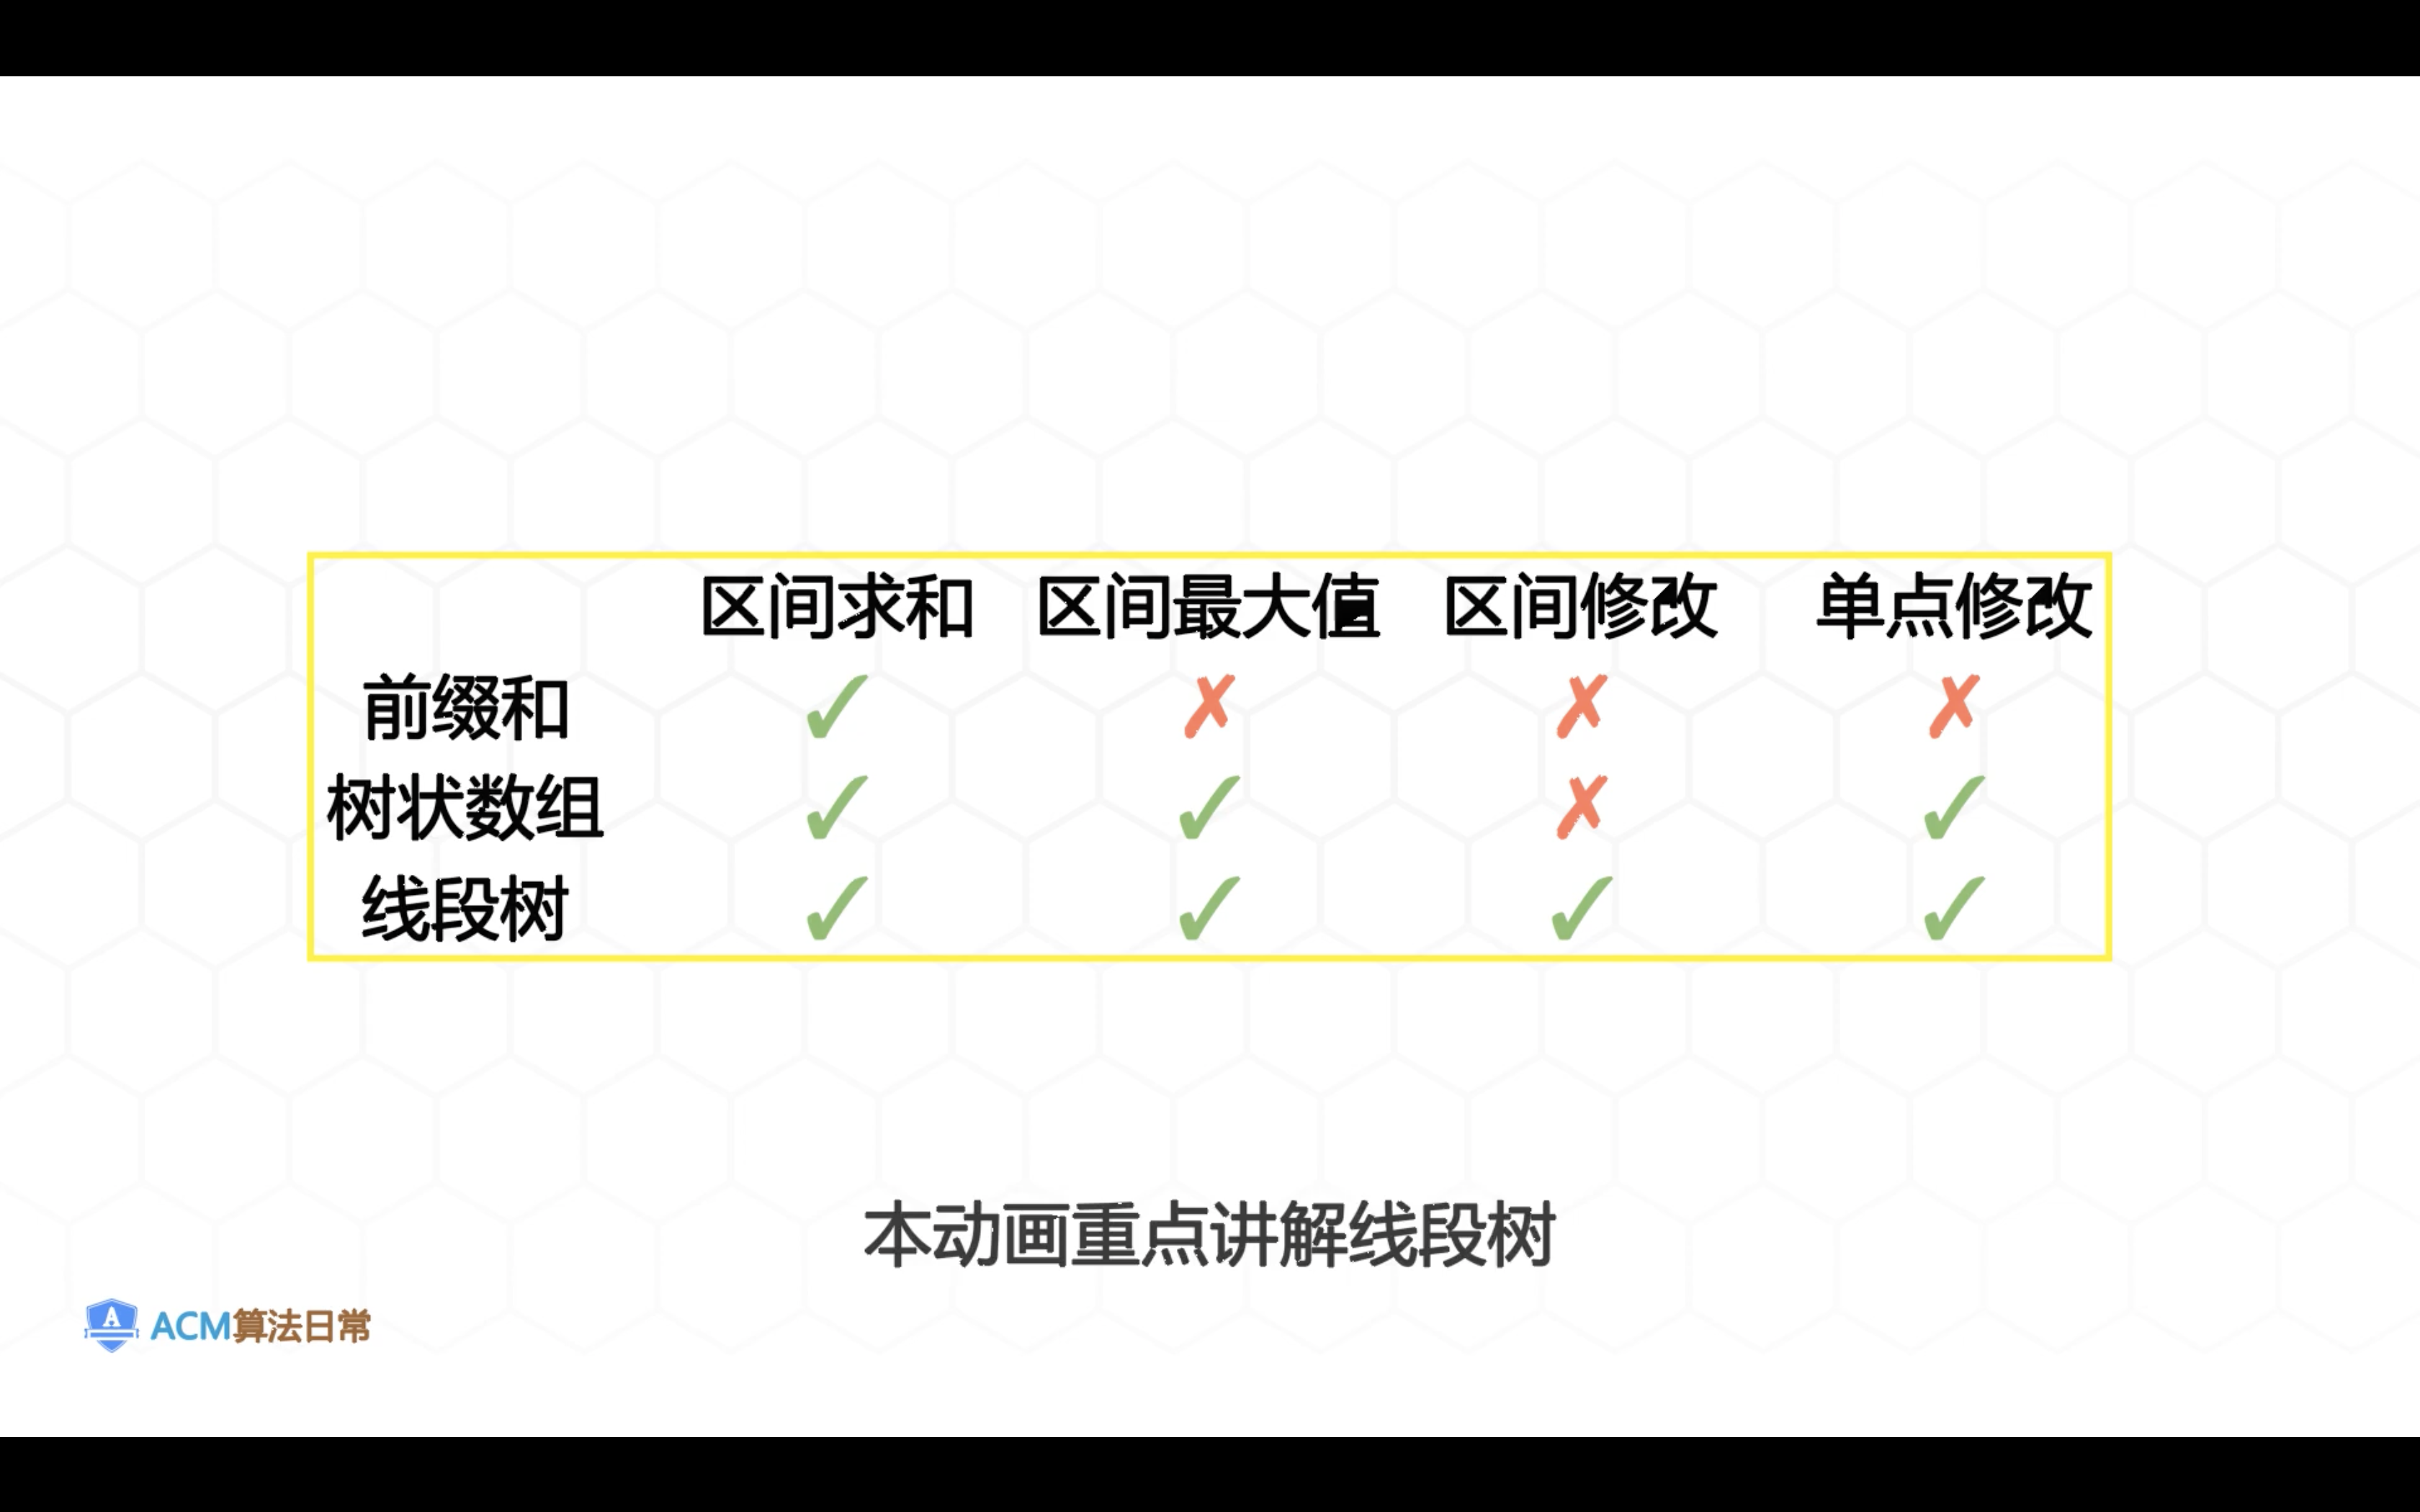 区间求和 区间最大值 区间修改 单点修改
前缀和 ✓ ✗ ✗ ✗
树状数组 ✓ ✓ ✗ ✓
线段树 ✓ ✓ ✓ ✓
本动画重点讲解线段树
ACM算法日常